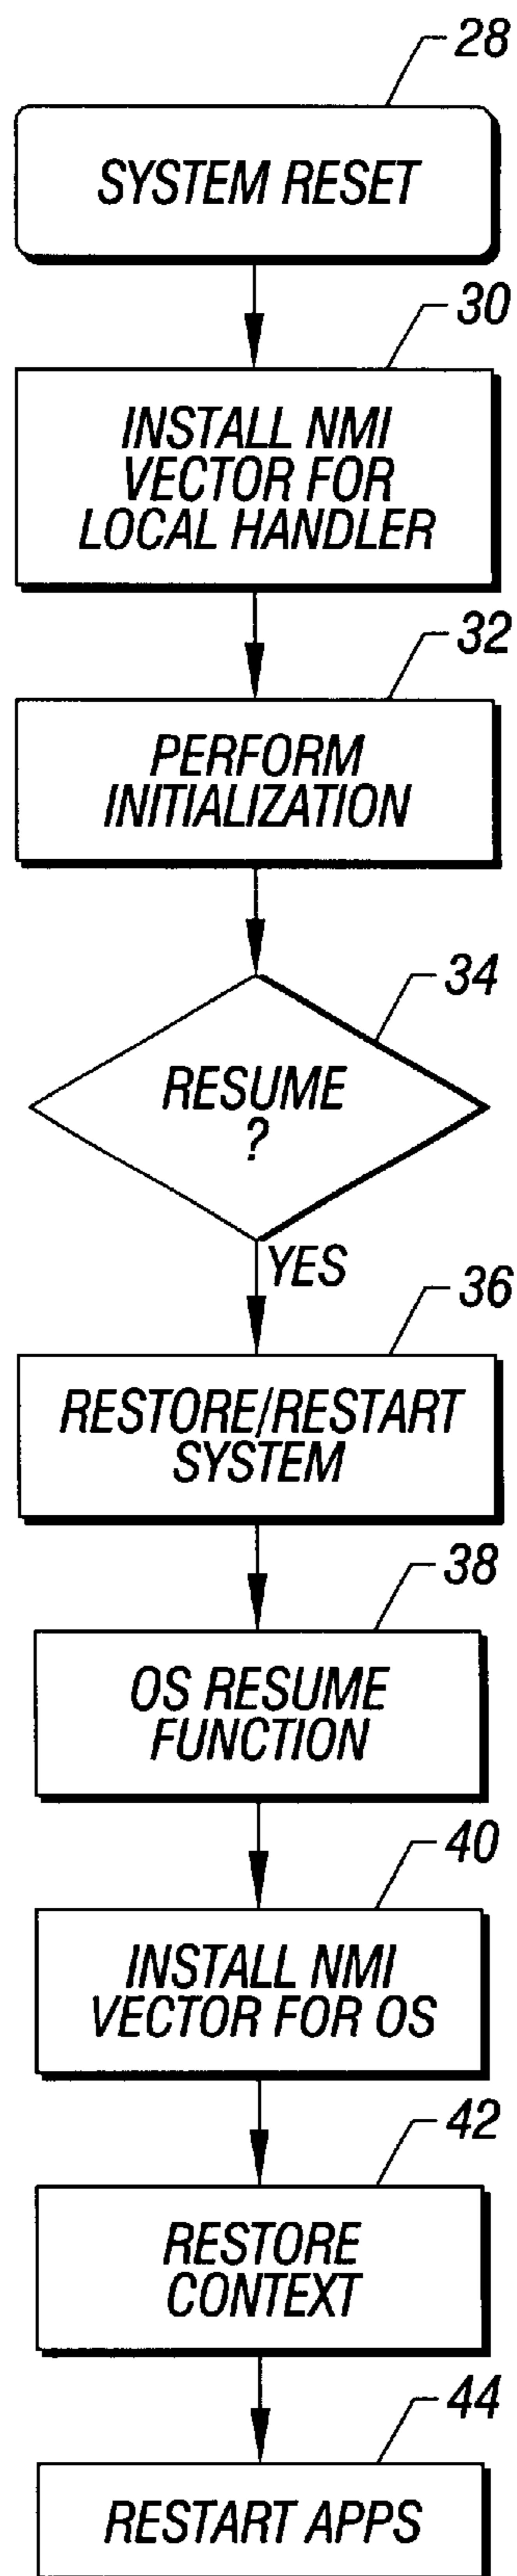 28
SYSTEM RESET
30
INSTALL NMI
VECTOR FOR
LOCAL HANDLER
32
PERFORM
INITIALIZATION
34
RESUME
?
YES
36
RESTORE/RESTART
SYSTEM
38
OS RESUME
FUNCTION
40
INSTALL NMI
VECTOR FOR OS
42
RESTORE
CONTEXT
44
RESTART APPS